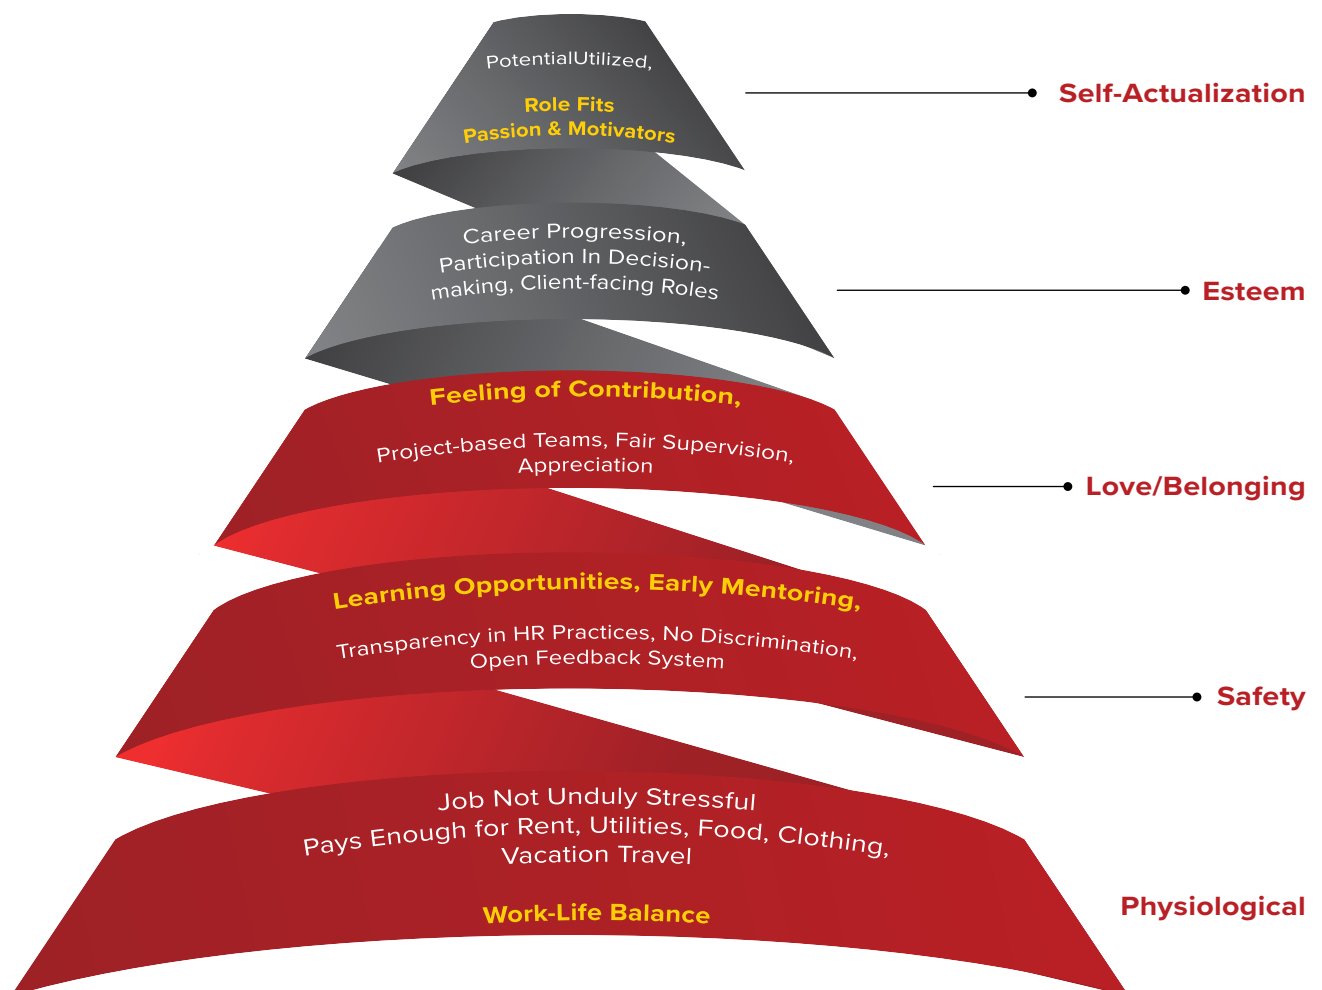 PotentialUtilized,
Role Fits
Passion & Motivators
Self-Actualization
Career Progression,
Participation In Decision-
making, Client-facing Roles
Esteem
Feeling of Contribution,
Project-based Teams, Fair Supervision,
Appreciation
Love/Belonging
Learning Opportunities, Early Mentoring,
Transparency in HR Practices, No Discrimination,
Open Feedback System
Safety
Job Not Unduly Stressful
Pays Enough for Rent, Utilities, Food, Clothing,
Vacation Travel
Work-Life Balance
Physiological